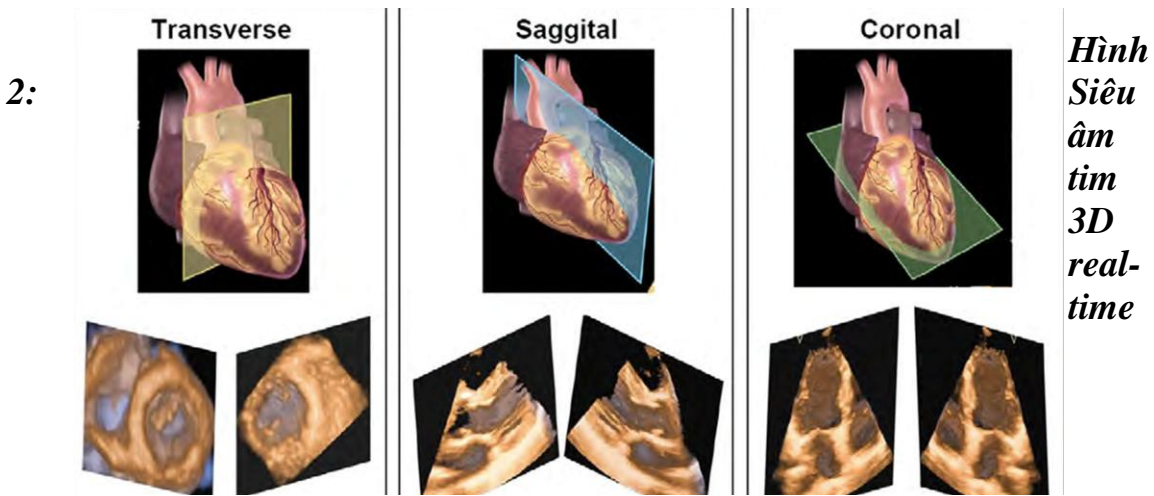 Transverse
Saggital
Coronal
Hình
2:
Siêu
âm
tim
3D
real-
time